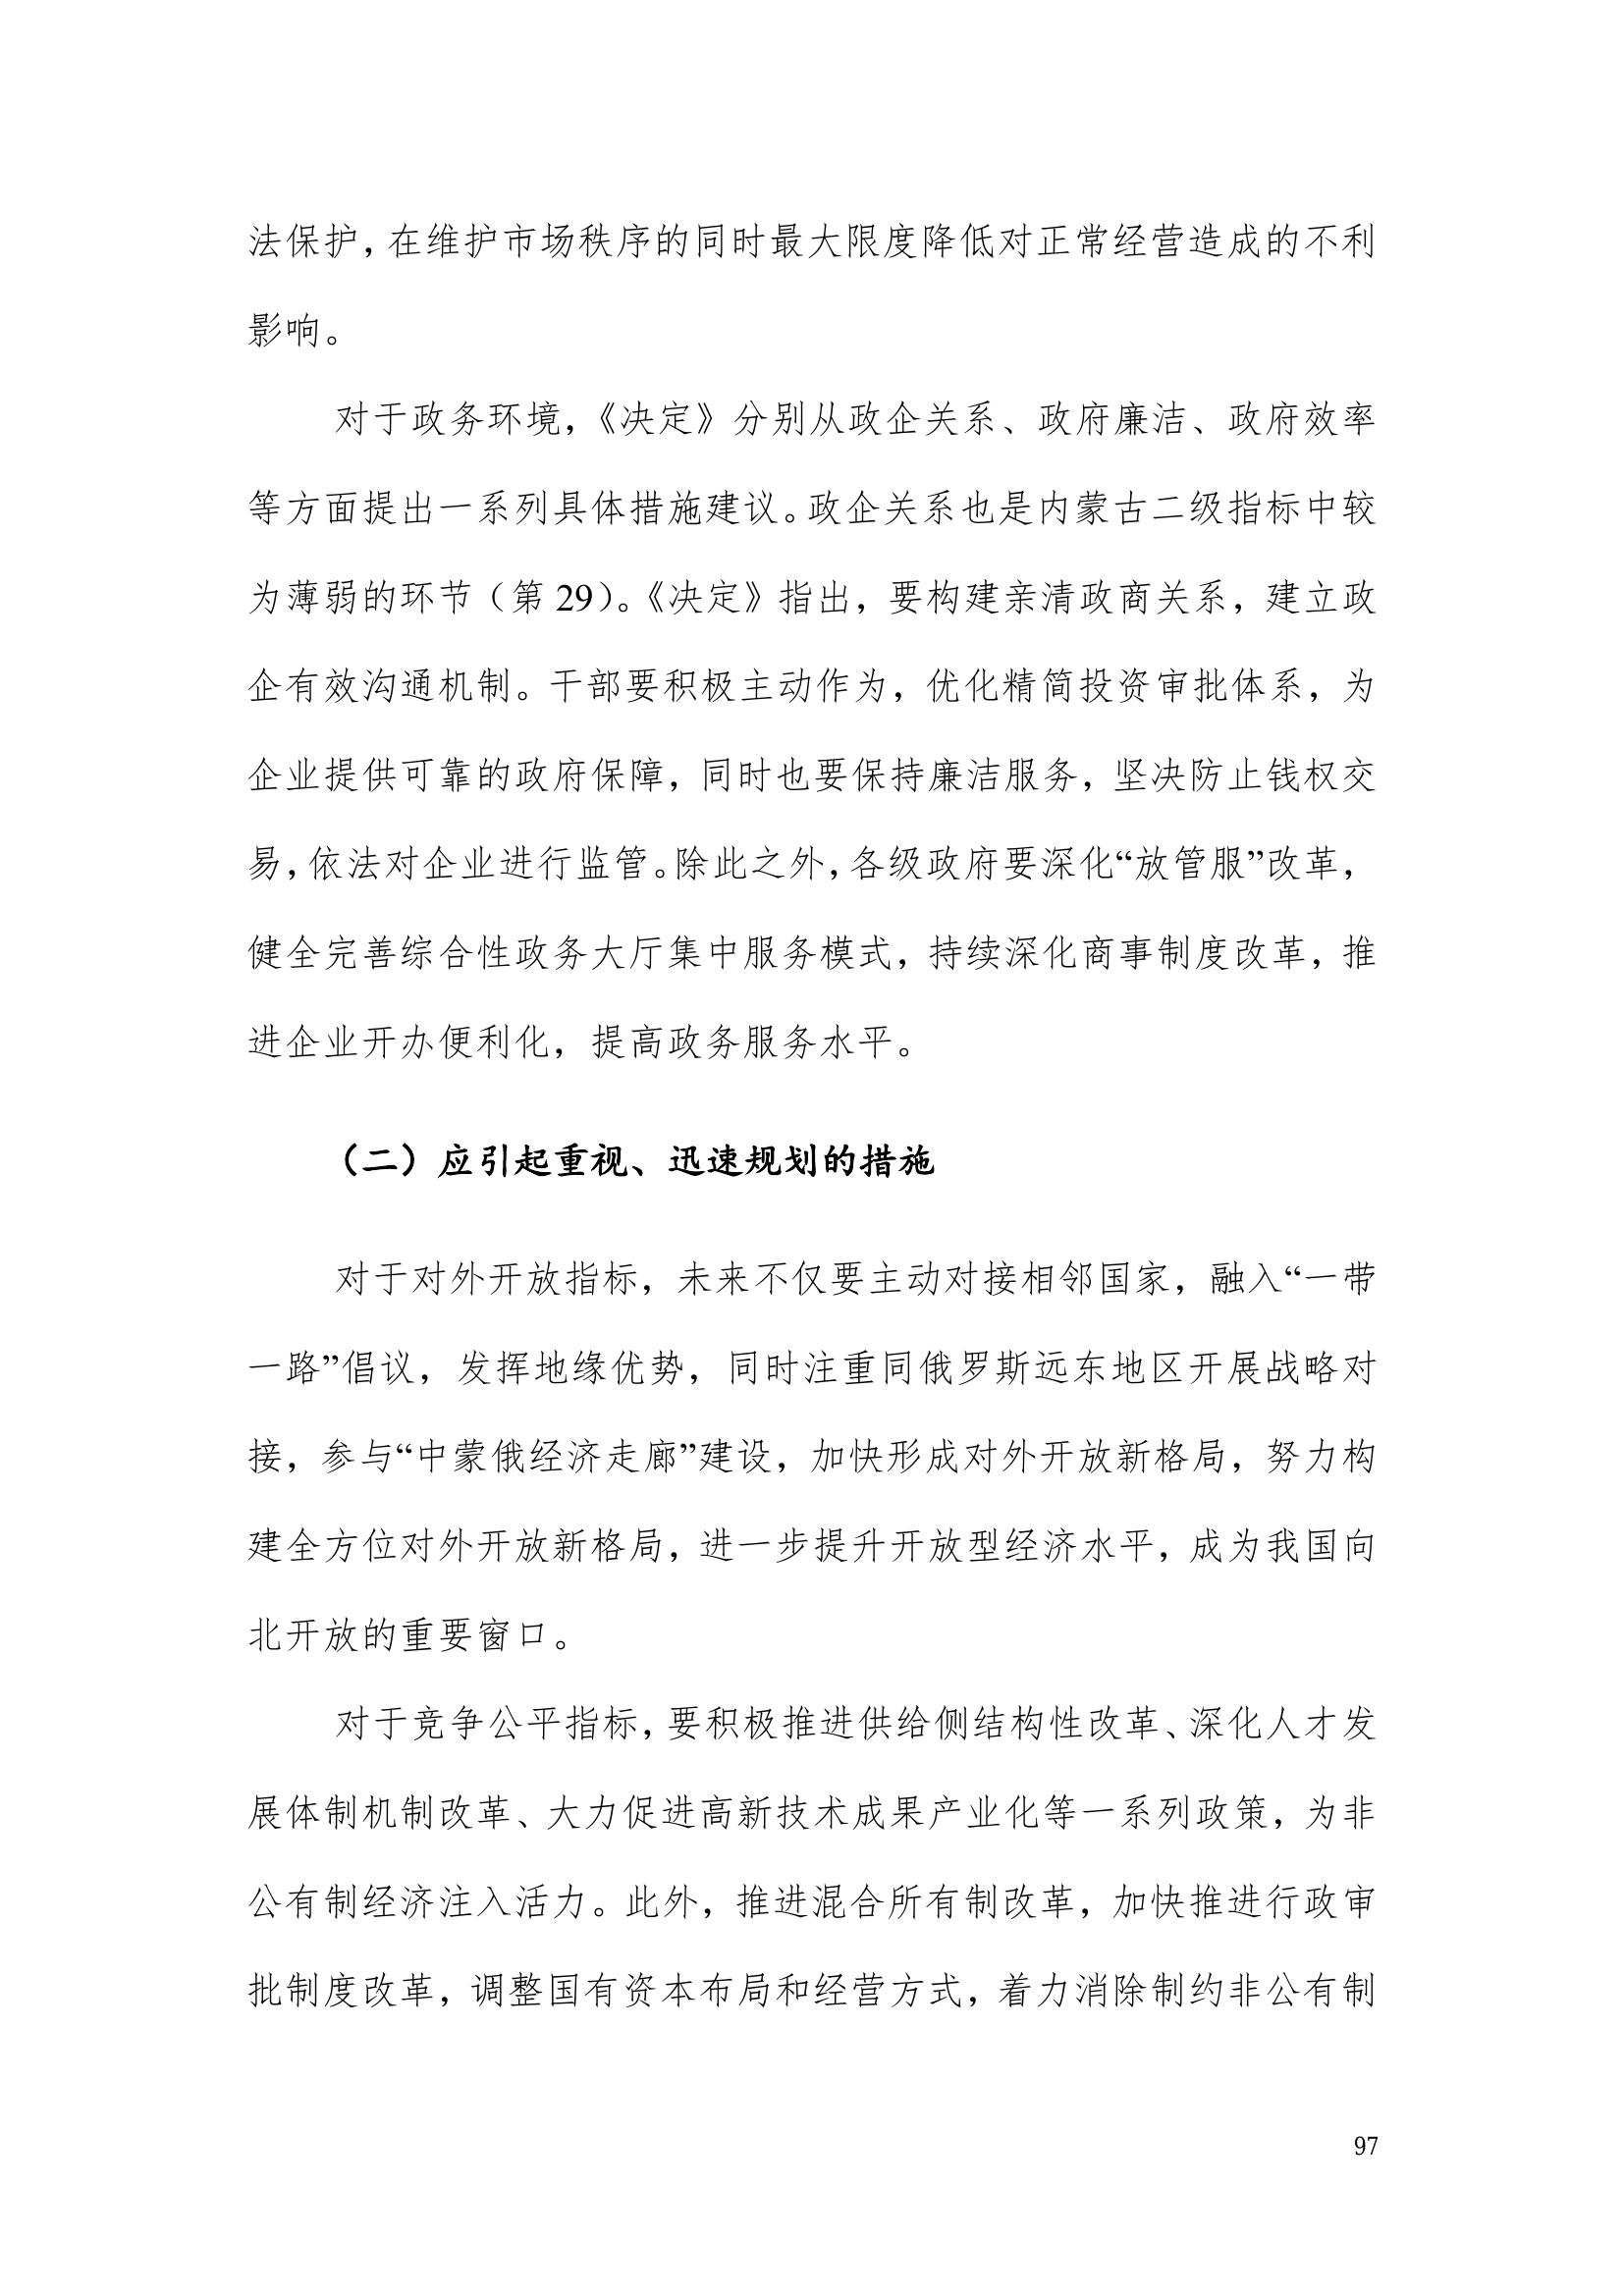 法保护，在维护市场秩序的同时最大限度降低对正常经营造成的不利
影响。
对于政务环境，《决定》分别从政企关系、政府廉洁、政府效率
等方面提出一系列具体措施建议。政企关系也是内蒙古二级指标中较
为薄弱的环节（第 29）。《决定》指出，要构建亲清政商关系，建立政
企有效沟通机制。干部要积极主动作为，优化精简投资审批体系，为
企业提供可靠的政府保障，同时也要保持廉洁服务，坚决防止钱权交
易，依法对企业进行监管。除此之外，各级政府要深化“放管服”改革，
健全完善综合性政务大厅集中服务模式，持续深化商事制度改革，推
进企业开办便利化，提高政务服务水平。
（二）应引起重视、迅速规划的措施
对于对外开放指标，未来不仅要主动对接相邻国家，融入“一带
一路”倡议，发挥地缘优势，同时注重同俄罗斯远东地区开展战略对
接，参与“中蒙俄经济走廊”建设，加快形成对外开放新格局，努力构
建全方位对外开放新格局，进一步提升开放型经济水平，成为我国向
北开放的重要窗口。
对于竞争公平指标，要积极推进供给侧结构性改革、深化人才发
展体制机制改革、大力促进高新技术成果产业化等一系列政策，为非
公有制经济注入活力。此外，推进混合所有制改革，加快推进行政审
批制度改革，调整国有资本布局和经营方式，着力消除制约非公有制
97